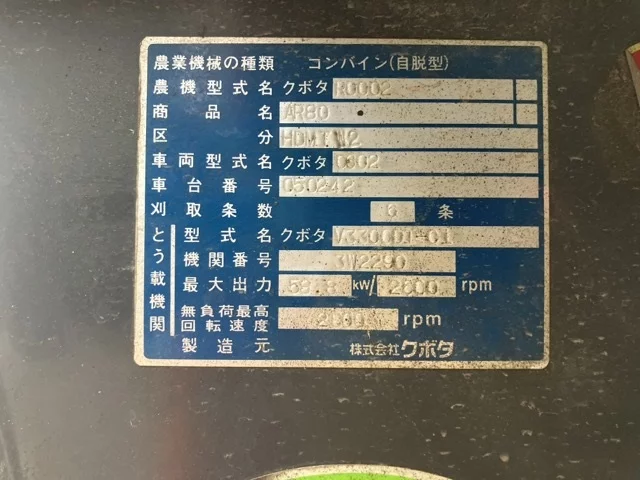 農業機械の種類 コンバイン(自脱型)
農機型式名 クボタ R0002
商品名 AR80
区分
車両型式名 クボタ 0002
車台番号 050242
刈取条数 6 条
とう載機関
型式名 クボタ
機関番号 3W2290
最大出力 58.8 kW/ 2600 rpm
無負荷最高回転速度 rpm
製造元 株式会社クボタ